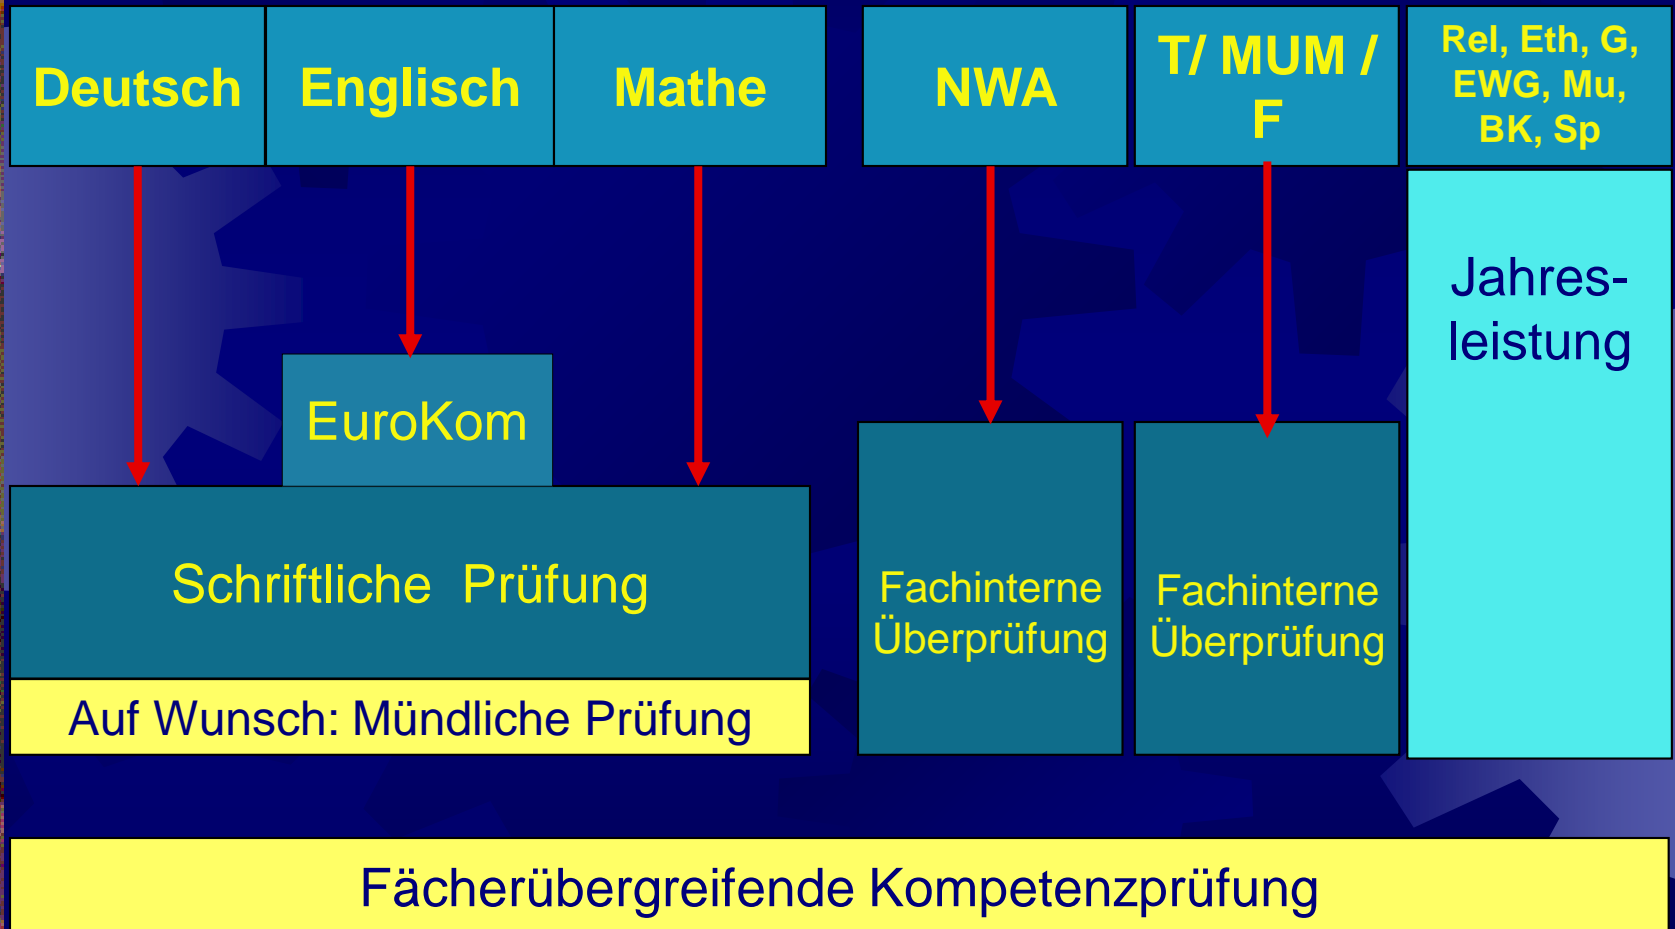 Deutsch
Englisch
Mathe
NWA
T/ MUM /
F
Rel, Eth, G,
EWG, Mu,
BK, Sp
Jahres-
leistung
EuroKom
Schriftliche Prüfung
Fachinterne
Überprüfung
Fachinterne
Überprüfung
Auf Wunsch: Mündliche Prüfung
Fächerübergreifende Kompetenzprüfung